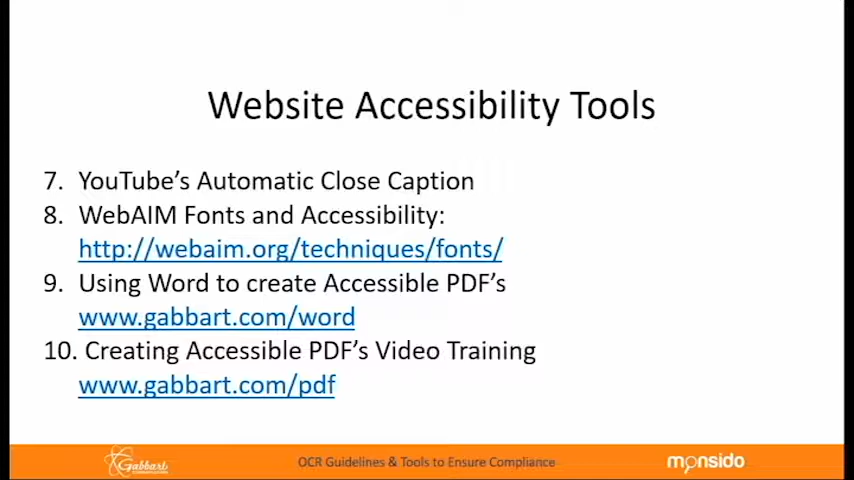 Website Accessibility Tools
7. YouTube's Automatic Close Caption
8. WebAIM Fonts and Accessibility:
http://webaim.org/techniques/fonts/
9. Using Word to create Accessible PDF's
www.gabbart.com/word
10. Creating Accessible PDF's Video Training
www.gabbart.com/pdf
Gabbart
OCR Guidelines & Tools to Ensure Compliance
monsido